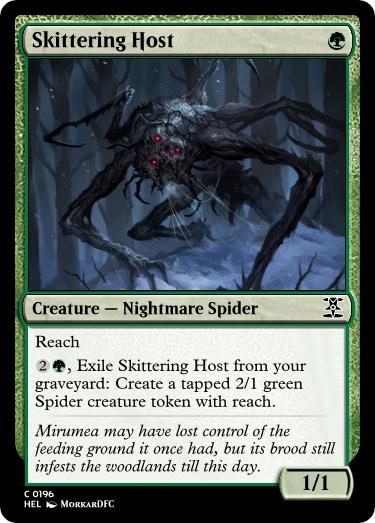 Skittering Host
Creature — Nightmare Spider
Reach
2, Exile Skittering Host from your
graveyard: Create a tapped 2/1 green
Spider creature token with reach.
Mirumea may have lost control of the
feeding ground it once had, but its brood still
infests the woodlands till this day.
1/1
C 0196
HEL MorkarDFC